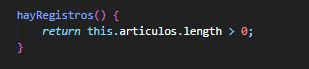 hayRegistros() {
    return this.articulos.length > 0;
}